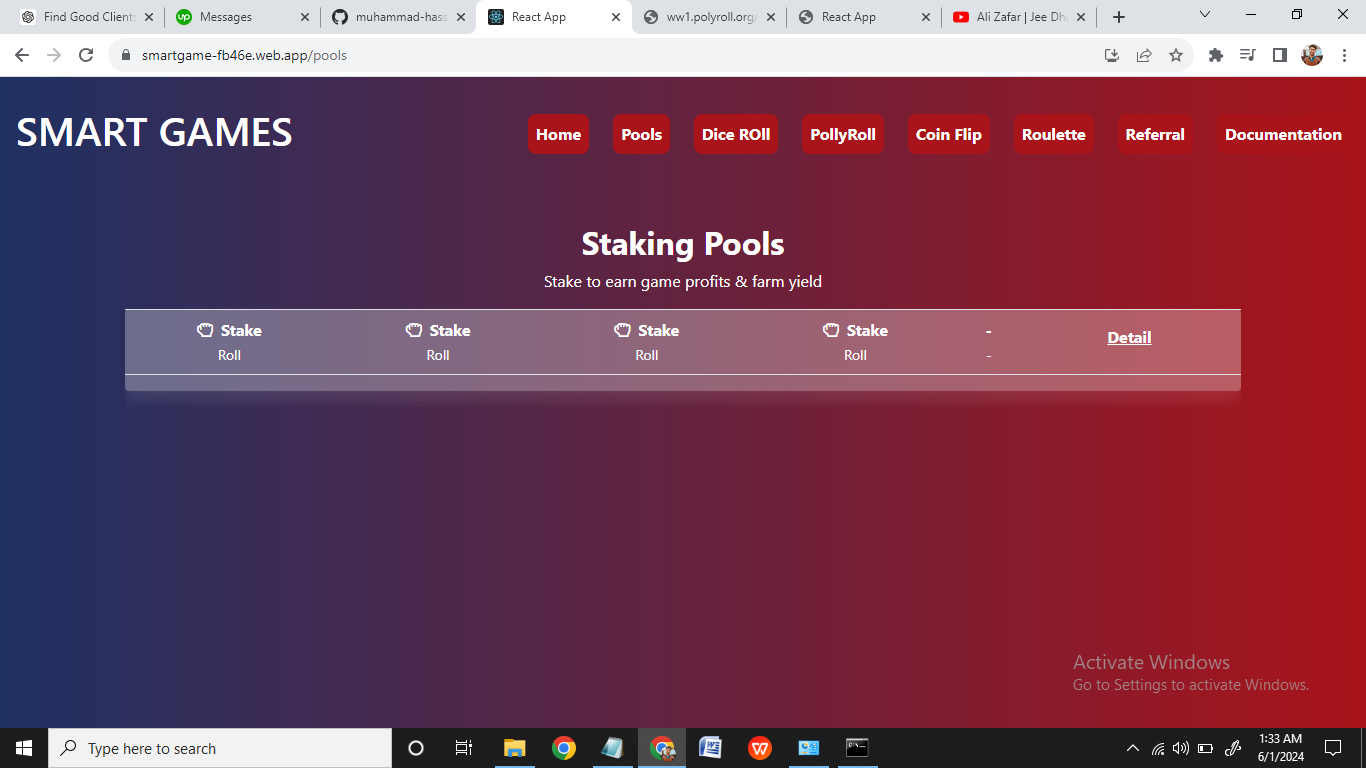 Find Good Clients Messages muhammad-hass React App ww1.polyroll.org/ React App Ali Zafar | Jee Dho
smartgame-fb46e.web.app/pools
SMART GAMES Home Pools Dice ROll PollyRoll Coin Flip Roulette Referral Documentation
Staking Pools
Stake to earn game profits & farm yield
Stake Stake Stake Stake - Detail
Roll Roll Roll Roll -
Activate Windows
Go to Settings to activate Windows.
Type here to search
1:33 AM
6/1/2024